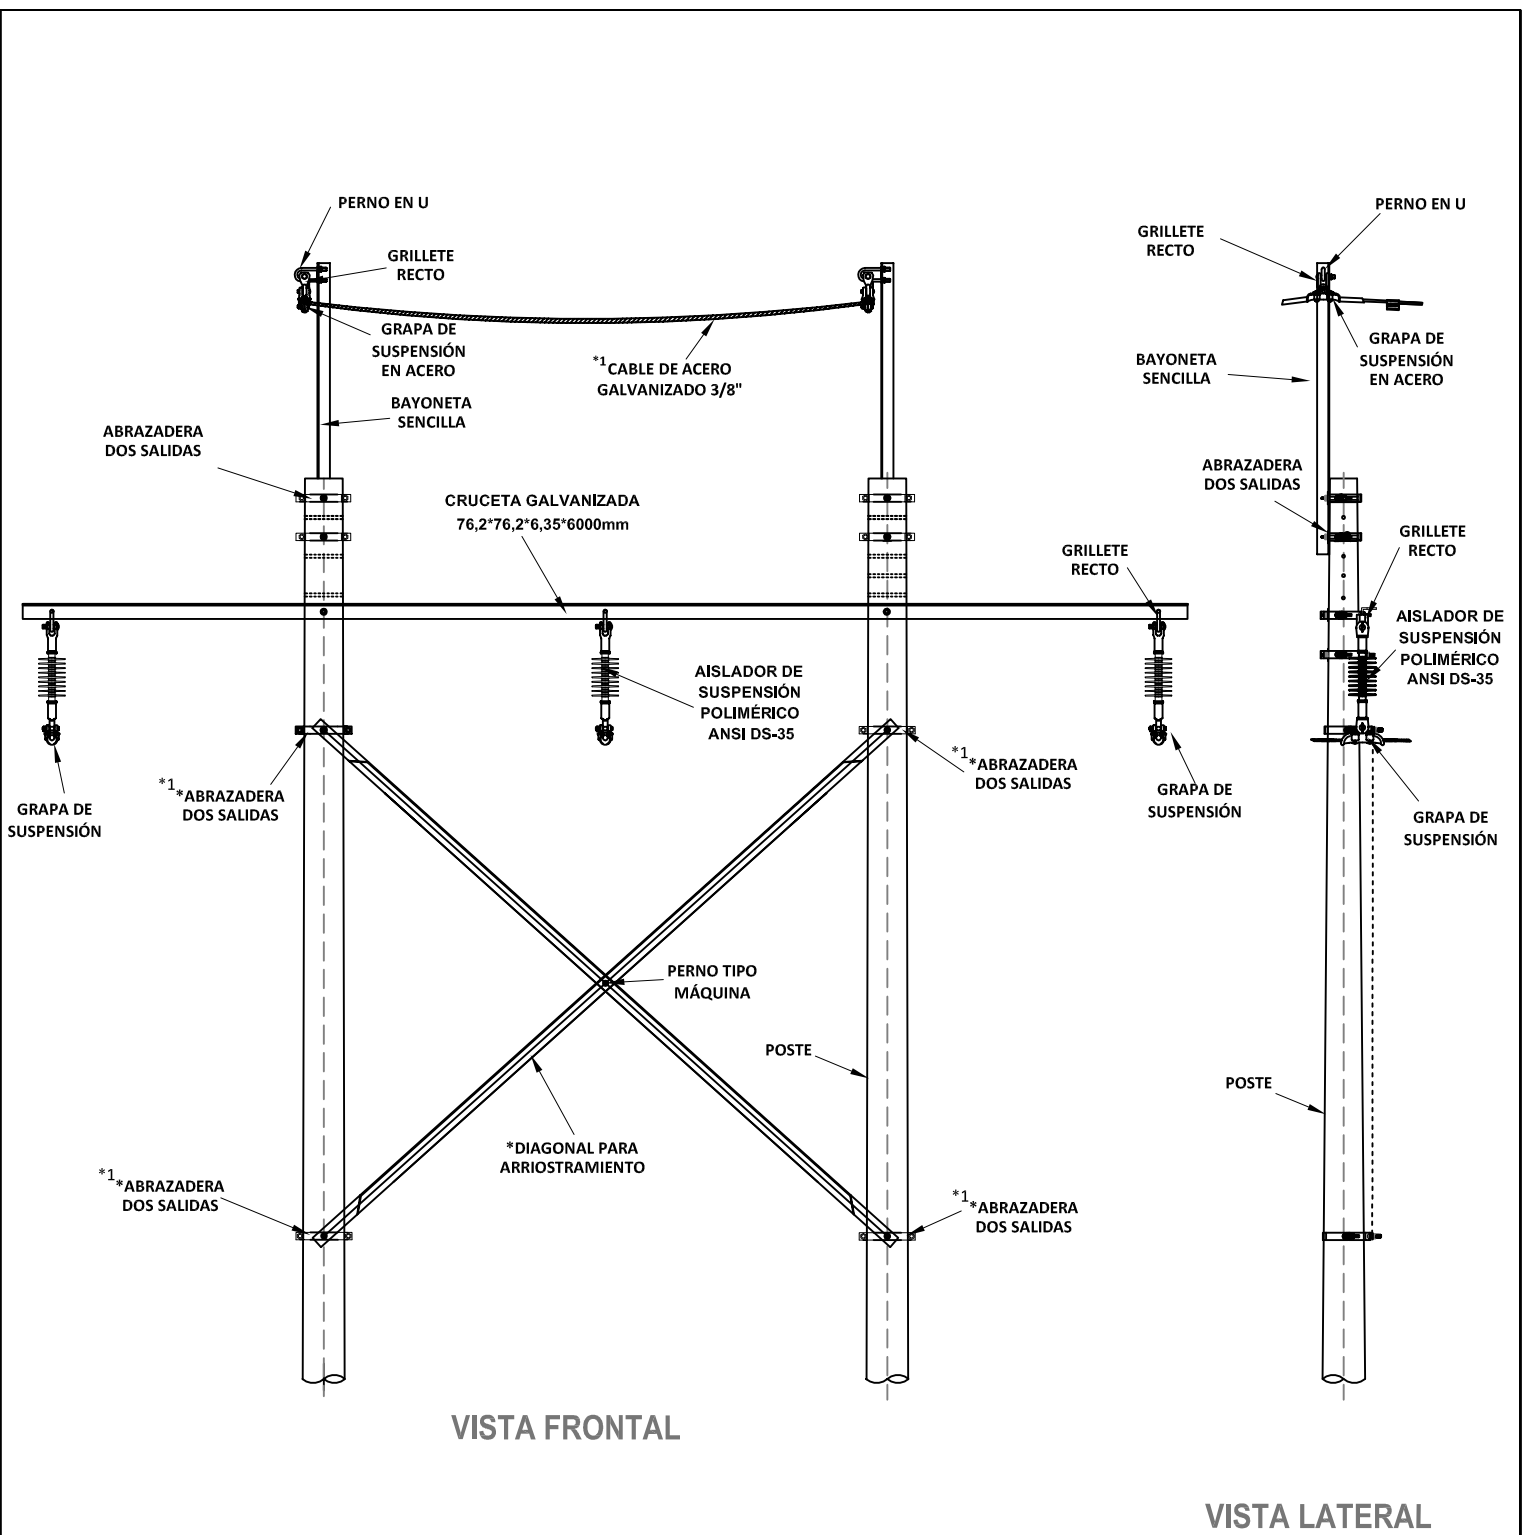 PERNO EN U
GRILLETE
RECTO
GRAPA DE
SUSPENSIÓN
EN ACERO
*1CABLE DE ACERO
GALVANIZADO 3/8"
BAYONETA
SENCILLA
ABRAZADERA
DOS SALIDAS
CRUCETA GALVANIZADA
76,2*76,2*6,35*6000mm
GRILLETE
RECTO
AISLADOR DE
SUSPENSIÓN
POLIMÉRICO
ANSI DS-35
*1*ABRAZADERA
DOS SALIDAS
*1*ABRAZADERA
DOS SALIDAS
GRAPA DE
SUSPENSIÓN
GRAPA DE
SUSPENSIÓN
PERNO TIPO
MÁQUINA
POSTE
*DIAGONAL PARA
ARRIOSTRAMIENTO
*1*ABRAZADERA
DOS SALIDAS
*1*ABRAZADERA
DOS SALIDAS
VISTA FRONTAL
PERNO EN U
GRILLETE
RECTO
GRAPA DE
SUSPENSIÓN
EN ACERO
BAYONETA
SENCILLA
ABRAZADERA
DOS SALIDAS
GRILLETE
RECTO
AISLADOR DE
SUSPENSIÓN
POLIMÉRICO
ANSI DS-35
GRAPA DE
SUSPENSIÓN
POSTE
VISTA LATERAL